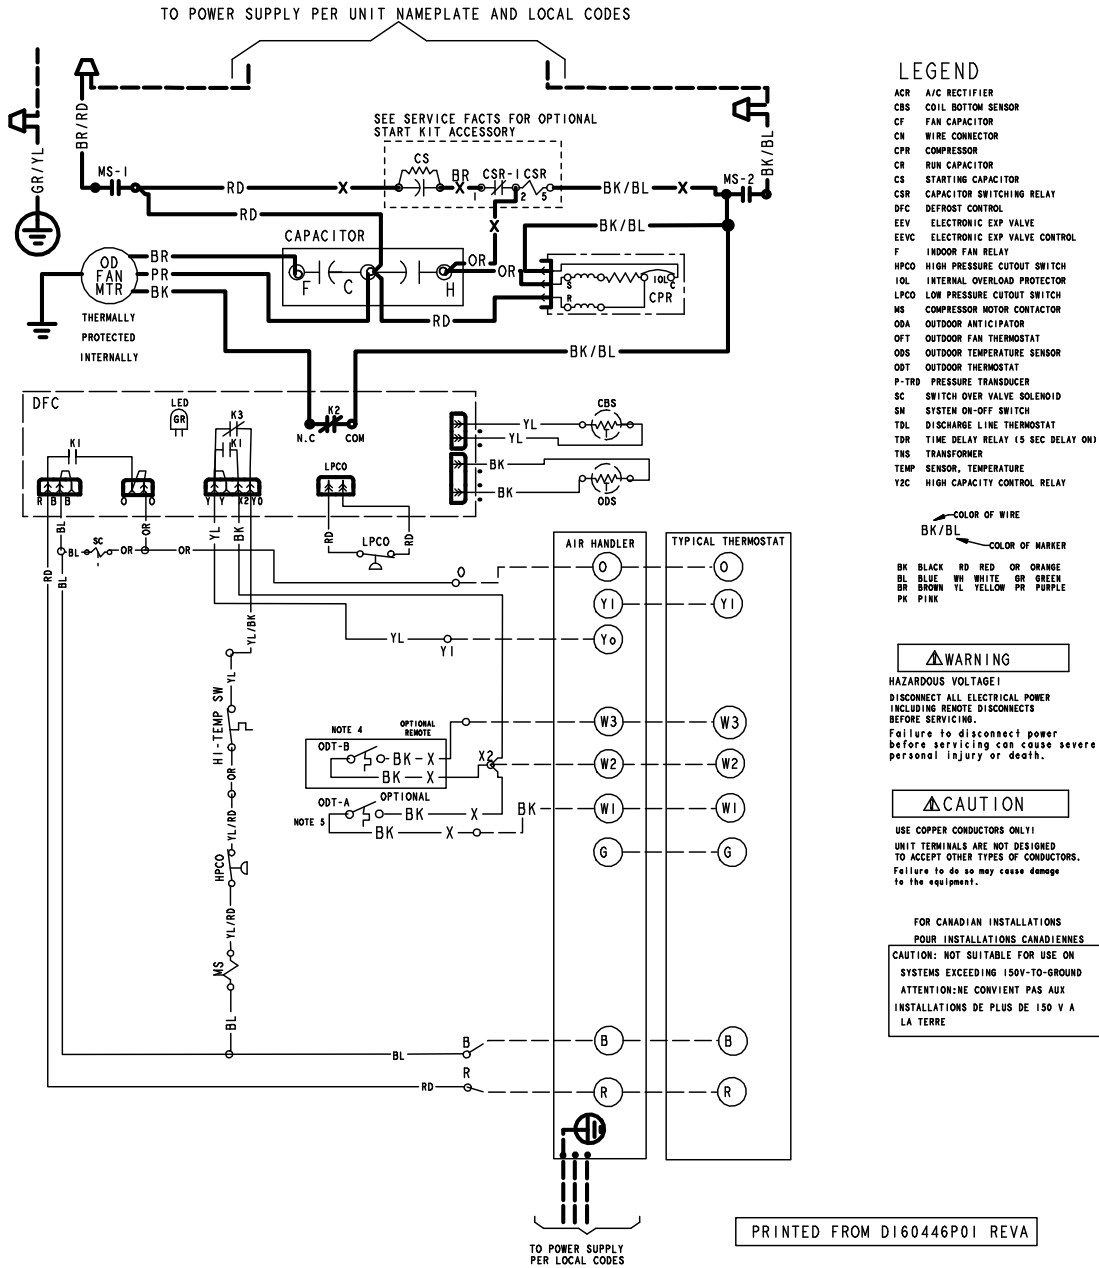 TO POWER SUPPLY PER UNIT NAMEPLATE AND LOCAL CODES
GR/YL
BR/RD
MS-1
RD
X
SEE SERVICE FACTS FOR OPTIONAL
START KIT ACCESSORY
CS
BR
CSR-1
CSR
1
2
5
BK/BL
X
MS-2
BK/BL
RD
X
BK/BL
CAPACITOR
OD
FAN
MTR
BR
PR
BK
F
C
H
OR
OR
S
R
IOL
C
CPR
RD
THERMALLY
PROTECTED
INTERNALLY
BK/BL
DFC
LED
GR
K3
K1
K1
K2
N.C
COM
LPCO
YL
YL
CBS
T
BK
BK
ODS
T
R B B
O O
Y Y X2 YO
BL
OR
YL
BK
SC
BL
OR
OR
RD
BL
RD
LPCO
RD
O
YL/BK
YL
Y1
YL
HI-TEMP SW
OR
YL/RD
HPCO
YL/RD
MS
BL
NOTE 4
OPTIONAL
REMOTE
ODT-B
BK
X
BK
X
X2
ODT-A
OPTIONAL
NOTE 5
BK
X
BK
X
BK
BL
B
RD
R
AIR HANDLER
TYPICAL THERMOSTAT
O
O
Y1
Y1
Yo
W3
W3
W2
W2
W1
W1
G
G
B
B
R
R
TO POWER SUPPLY
PER LOCAL CODES
LEGEND
ACR A/C RECTIFIER
CBS COIL BOTTOM SENSOR
CF FAN CAPACITOR
CN WIRE CONNECTOR
CPR COMPRESSOR
CR RUN CAPACITOR
CS STARTING CAPACITOR
CSR CAPACITOR SWITCHING RELAY
DFC DEFROST CONTROL
EEV ELECTRONIC EXP VALVE
EEVC ELECTRONIC EXP VALVE CONTROL
F INDOOR FAN RELAY
HPCO HIGH PRESSURE CUTOUT SWITCH
IOL INTERNAL OVERLOAD PROTECTOR
LPCO LOW PRESSURE CUTOUT SWITCH
MS COMPRESSOR MOTOR CONTACTOR
ODA OUTDOOR ANTICIPATOR
OFT OUTDOOR FAN THERMOSTAT
ODS OUTDOOR TEMPERATURE SENSOR
ODT OUTDOOR THERMOSTAT
P-TRD PRESSURE TRANSDUCER
SC SWITCH OVER VALVE SOLENOID
SM SYSTEM ON-OFF SWITCH
TDL DISCHARGE LINE THERMOSTAT
TDR TIME DELAY RELAY (5 SEC DELAY ON)
TNS TRANSFORMER
TEMP SENSOR, TEMPERATURE
Y2C HIGH CAPACITY CONTROL RELAY
COLOR OF WIRE
BK/BL
COLOR OF MARKER
BK BLACK RD RED OR ORANGE
BL BLUE WH WHITE GR GREEN
BR BROWN YL YELLOW PR PURPLE
PK PINK
⚠WARNING
HAZARDOUS VOLTAGE!
DISCONNECT ALL ELECTRICAL POWER
INCLUDING REMOTE DISCONNECTS
BEFORE SERVICING.
Failure to disconnect power
before servicing can cause severe
personal injury or death.
⚠CAUTION
USE COPPER CONDUCTORS ONLY!
UNIT TERMINALS ARE NOT DESIGNED
TO ACCEPT OTHER TYPES OF CONDUCTORS.
Failure to do so may cause damage
to the equipment.
FOR CANADIAN INSTALLATIONS
POUR INSTALLATIONS CANADIENNES
CAUTION: NOT SUITABLE FOR USE ON
SYSTEMS EXCEEDING 150V-TO-GROUND
ATTENTION:NE CONVIENT PAS AUX
INSTALLATIONS DE PLUS DE 150 V A
LA TERRE
PRINTED FROM D160446P01 REVA